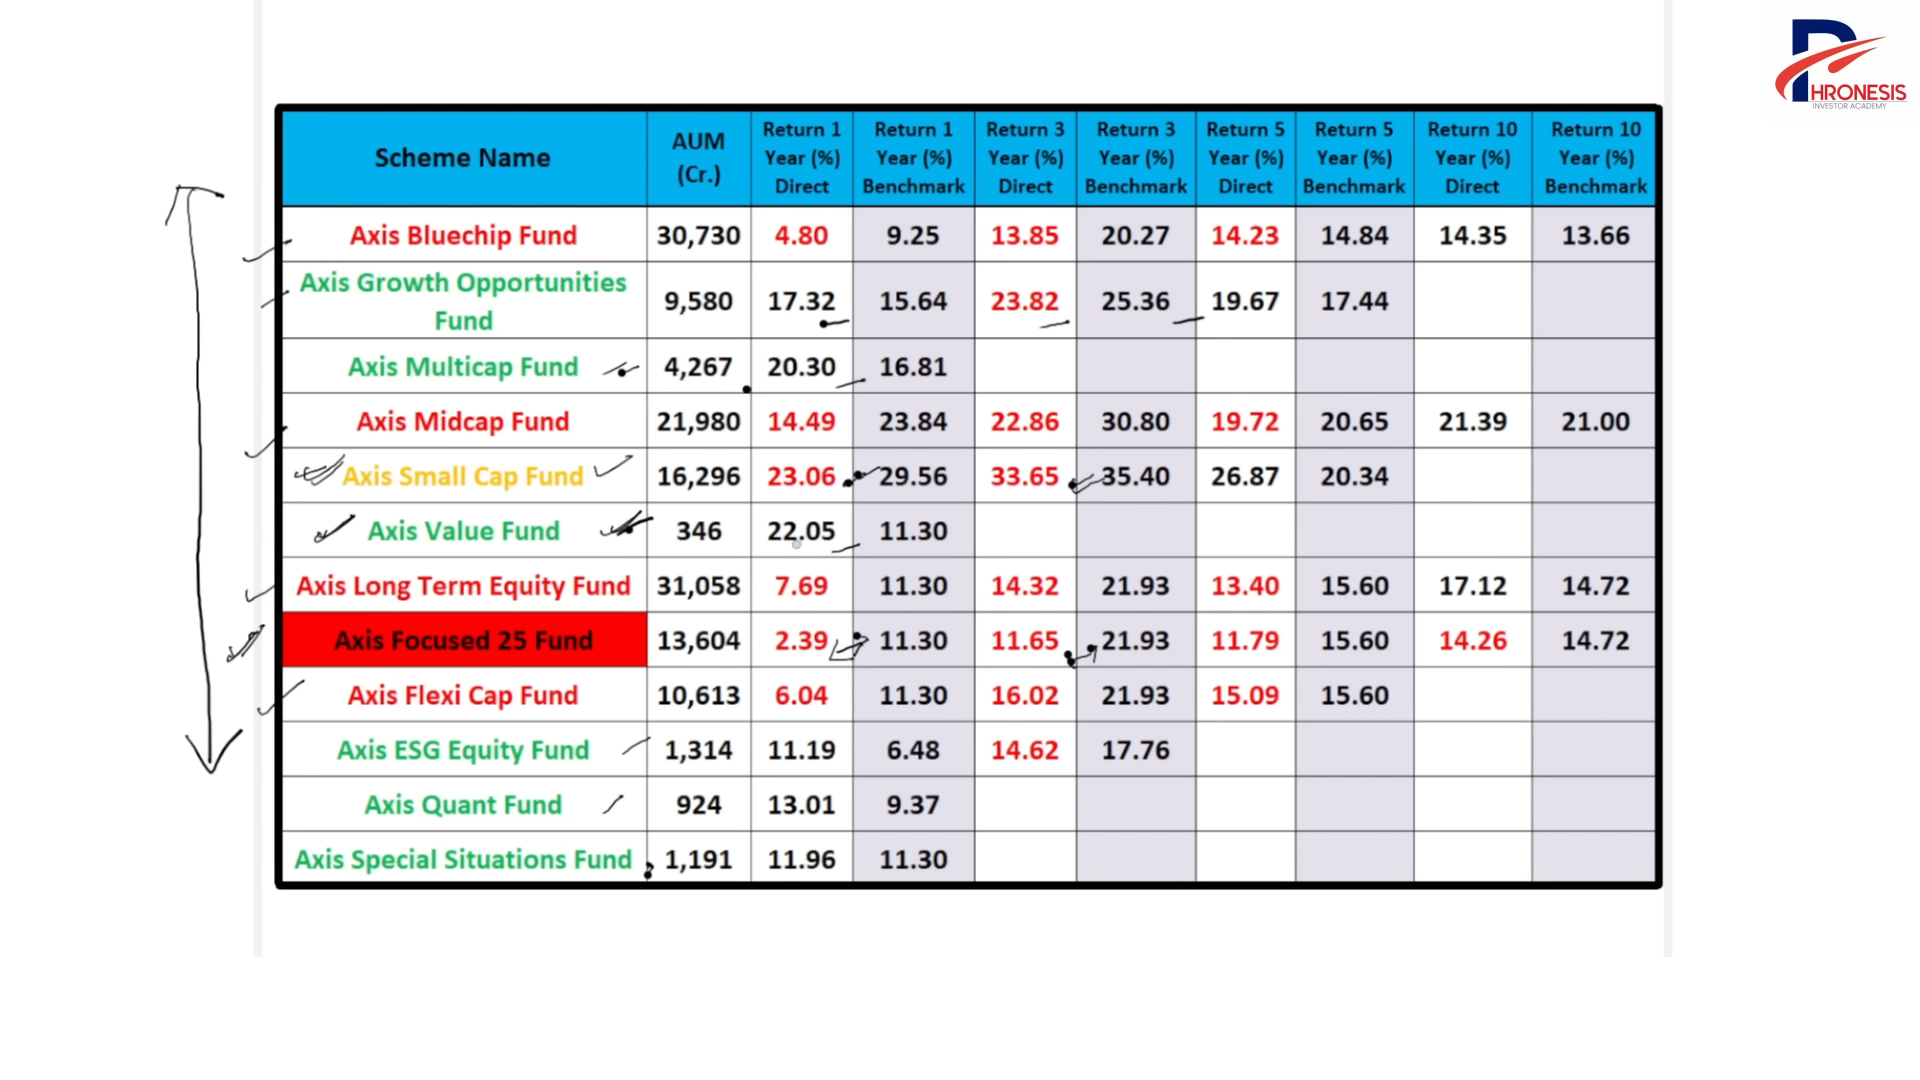 HRONESIS
INVESTOR ACADEMY
Scheme Name AUM (Cr.) Return 1 Year (%) Direct Return 1 Year (%) Benchmark Return 3 Year (%) Direct Return 3 Year (%) Benchmark Return 5 Year (%) Direct Return 5 Year (%) Benchmark Return 10 Year (%) Direct Return 10 Year (%) Benchmark
Axis Bluechip Fund 30,730 4.80 9.25 13.85 20.27 14.23 14.84 14.35 13.66
Axis Growth Opportunities Fund 9,580 17.32 15.64 23.82 25.36 19.67 17.44
Axis Multicap Fund 4,267 20.30 16.81
Axis Midcap Fund 21,980 14.49 23.84 22.86 30.80 19.72 20.65 21.39 21.00
Axis Small Cap Fund 16,296 23.06 29.56 33.65 35.40 26.87 20.34
Axis Value Fund 346 22.05 11.30
Axis Long Term Equity Fund 31,058 7.69 11.30 14.32 21.93 13.40 15.60 17.12 14.72
Axis Focused 25 Fund 13,604 2.39 11.30 11.65 21.93 11.79 15.60 14.26 14.72
Axis Flexi Cap Fund 10,613 6.04 11.30 16.02 21.93 15.09 15.60
Axis ESG Equity Fund 1,314 11.19 6.48 14.62 17.76
Axis Quant Fund 924 13.01 9.37
Axis Special Situations Fund 1,191 11.96 11.30